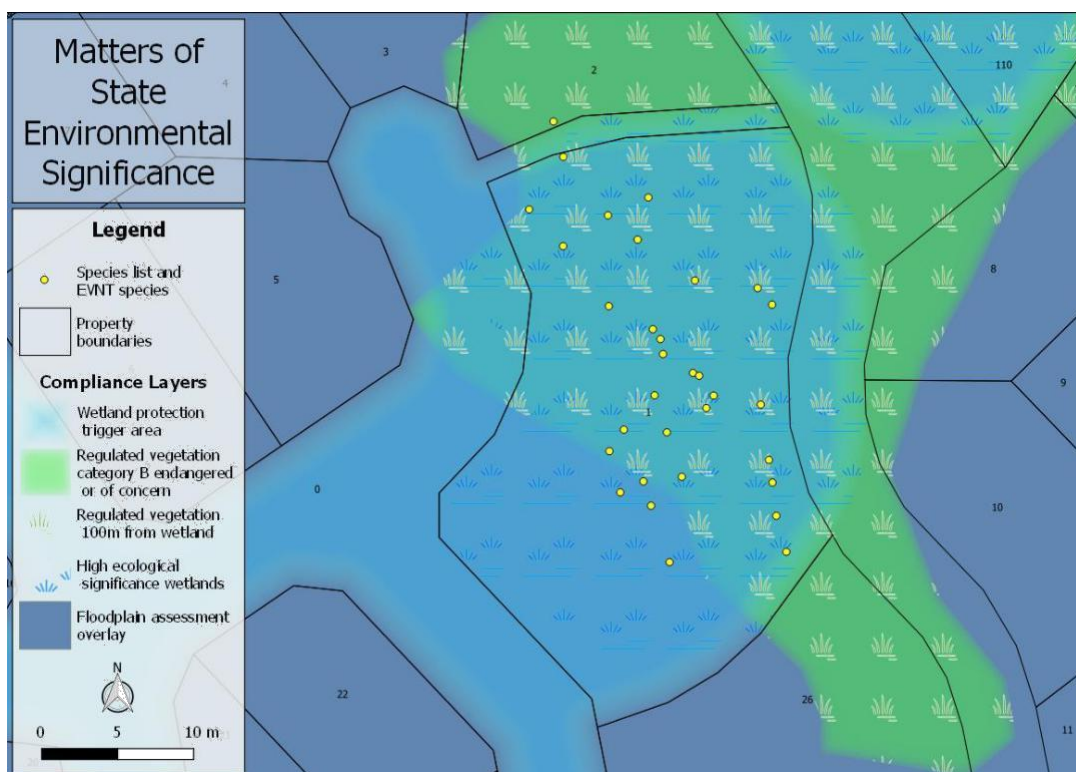 Matters of
State
Environmental
Significance
Legend
Species list and
EVNT species
Property
boundaries
Compliance Layers
Wetland protection
trigger area
Regulated vegetation
category B endangered
or of concern
Regulated vegetation
100m from wetland
High ecological
significance wetlands
Floodplain assessment
overlay
N
0 5 10 m
3
2
110
4
5
8
9
1
0
10
22
26
11
21
20